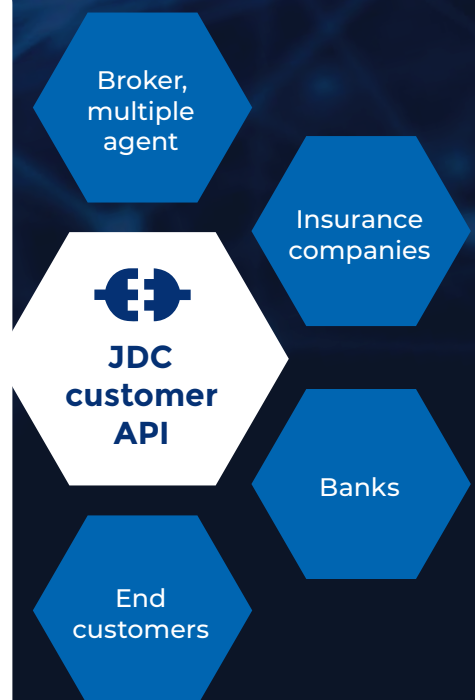 Broker,
multiple
agent
Insurance
companies
JDC
customer
API
Banks
End
customers